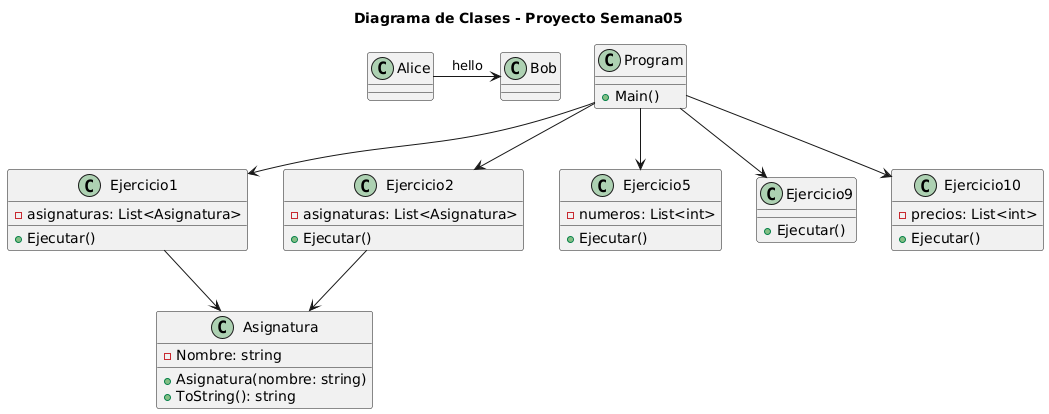 Diagrama de Clases - Proyecto Semana05
C Alice
hello
C Bob
C Program
Main()
C Ejercicio1
asignaturas: List<Asignatura>
Ejecutar()
C Ejercicio2
asignaturas: List<Asignatura>
Ejecutar()
C Ejercicio5
numeros: List<int>
Ejecutar()
C Ejercicio9
Ejecutar()
C Ejercicio10
precios: List<int>
Ejecutar()
C Asignatura
Nombre: string
Asignatura(nombre: string)
ToString(): string